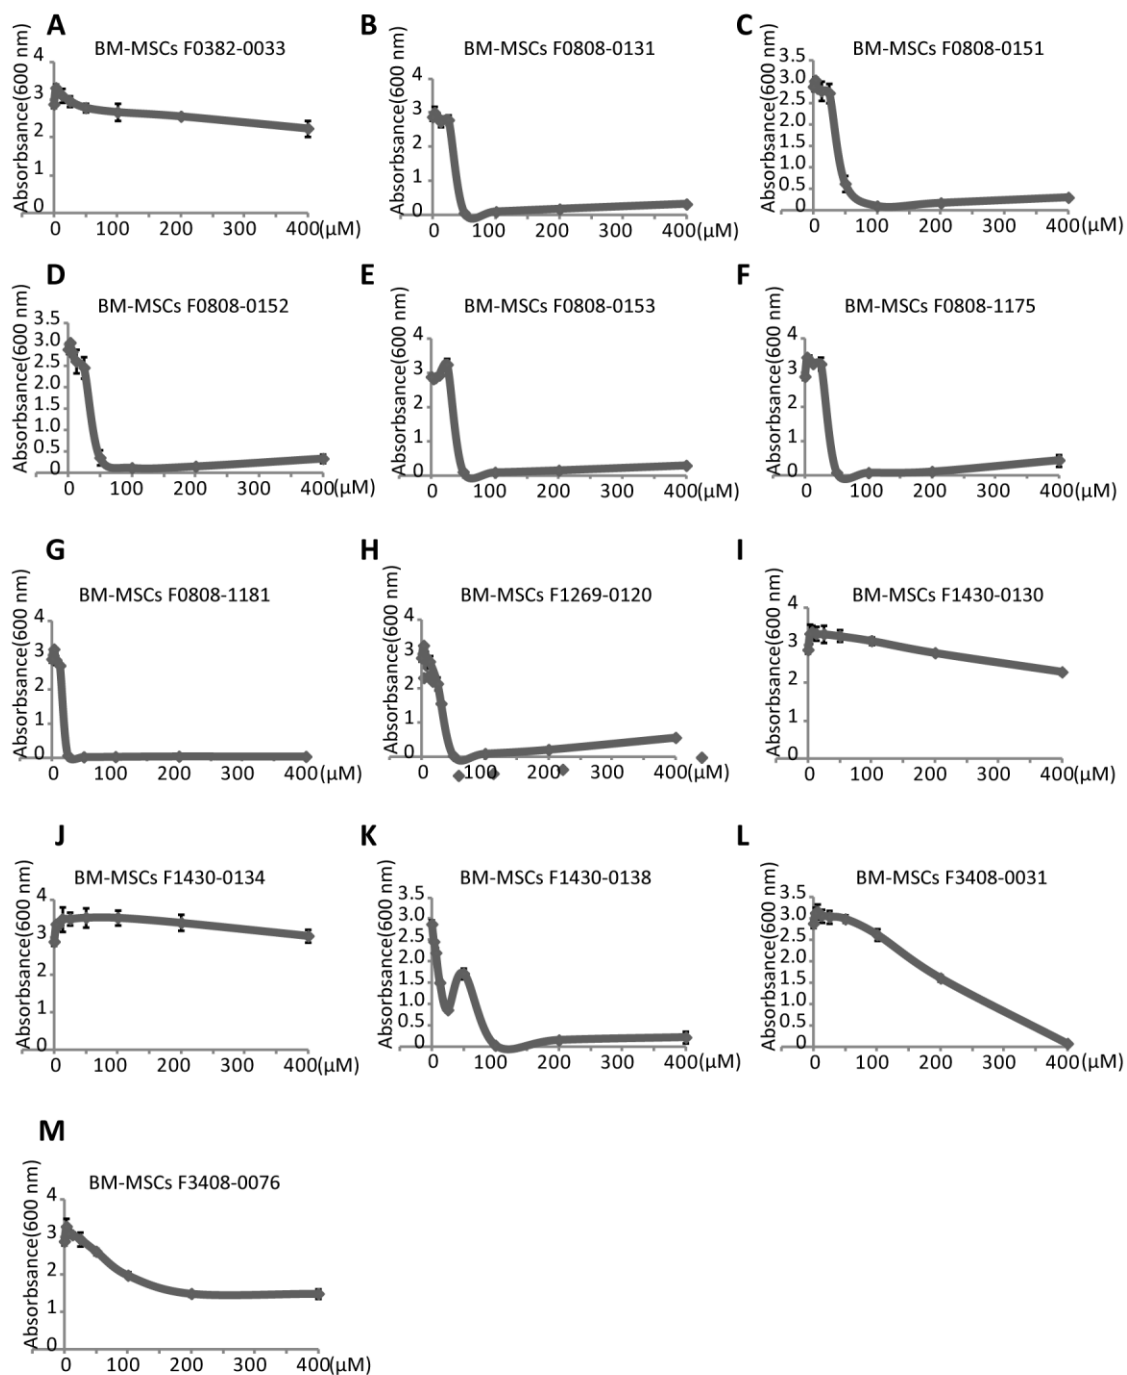 A
BM-MSCs F0382-0033
Absorbsance(600 nm)
4
3
2
1
0
0 100 200 300 400(μM)
B
BM-MSCs F0808-0131
Absorbsance(600 nm)
4
3
2
1
0
0 100 200 300 400(μM)
C
BM-MSCs F0808-0151
Absorbsance(600 nm)
3.5
3.0
2.5
2.0
1.5
1.0
0.5
0
0 100 200 300 400(μM)
D
BM-MSCs F0808-0152
Absorbsance(600 nm)
3.5
3.0
2.5
2.0
1.5
1.0
0.5
0
0 100 200 300 400(μM)
E
BM-MSCs F0808-0153
Absorbsance(600 nm)
4
3
2
1
0
0 100 200 300 400(μM)
F
BM-MSCs F0808-1175
Absorbsance(600 nm)
4
3
2
1
0
0 100 200 300 400(μM)
G
BM-MSCs F0808-1181
Absorbsance(600 nm)
4
3
2
1
0
0 100 200 300 400(μM)
H
BM-MSCs F1269-0120
Absorbsance(600 nm)
4
3
2
1
0
0 100 200 300 400(μM)
I
BM-MSCs F1430-0130
Absorbsance(600 nm)
4
3
2
1
0
0 100 200 300 400(μM)
J
BM-MSCs F1430-0134
Absorbsance(600 nm)
4
3
2
1
0
0 100 200 300 400(μM)
K
BM-MSCs F1430-0138
Absorbsance(600 nm)
3.5
3.0
2.5
2.0
1.5
1.0
0.5
0
0 100 200 300 400(μM)
L
BM-MSCs F3408-0031
Absorbsance(600 nm)
3.5
3.0
2.5
2.0
1.5
1.0
0.5
0
0 100 200 300 400(μM)
M
BM-MSCs F3408-0076
Absorbsance(600 nm)
4
3
2
1
0
0 100 200 300 400(μM)